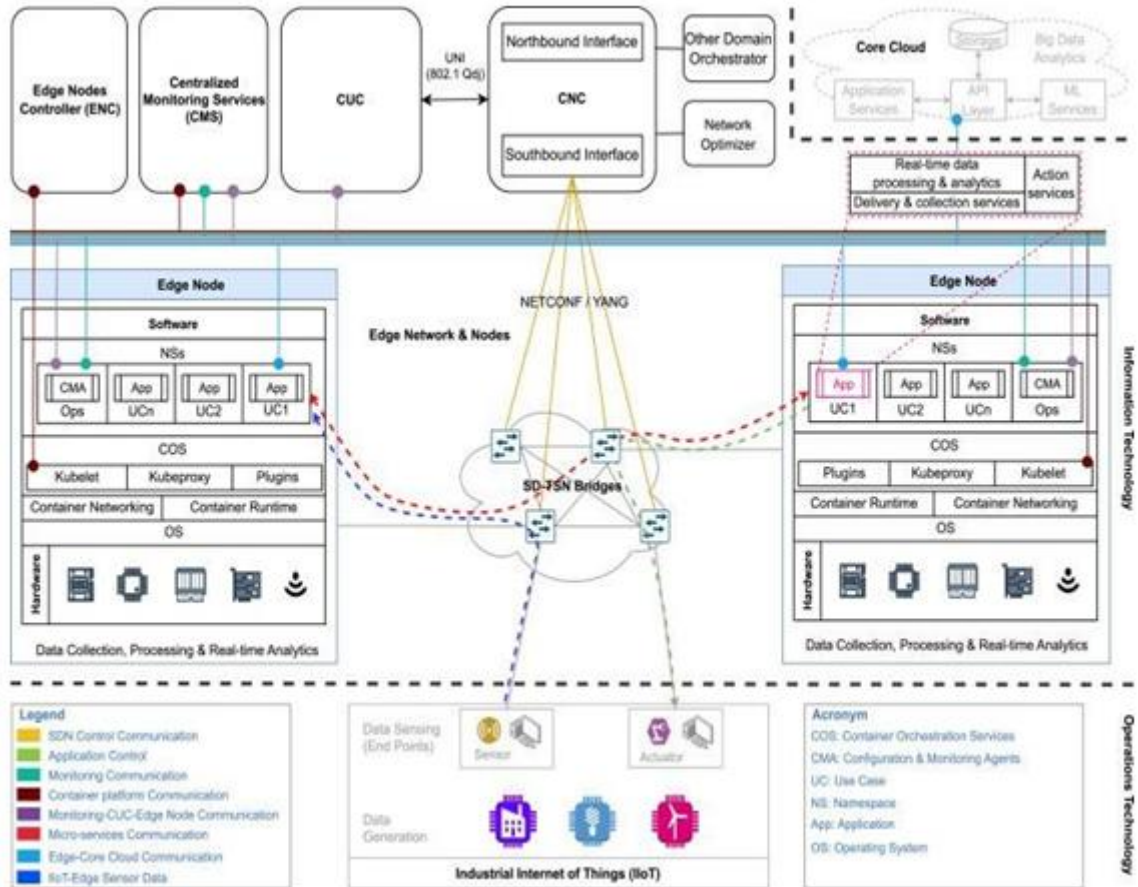 Edge Nodes
Controller (ENC)
Centralized
Monitoring Services
(CMS)
CUC
UNI
(802.1 Qdj)
Northbound Interface
CNC
Southbound Interface
Other Domain
Orchestrator
Network
Optimizer
Core Cloud
Storage
Big Data
Analytics
Application
Services
API
Layer
ML
Services
Real-time data
processing & analytics
Delivery & collection services
Action
services
Edge Node
Software
NSs
CMA
Ops
App
UCn
App
UC2
App
UC1
COS
Kubelet
Kubeproxy
Plugins
Container Networking
Container Runtime
OS
Hardware
Data Collection, Processing & Real-time Analytics
NETCONF / YANG
Edge Network & Nodes
SD-TSN Bridges
Edge Node
Software
NSs
App
UC1
App
UC2
App
UCn
CMA
Ops
COS
Plugins
Kubeproxy
Kubelet
Container Runtime
Container Networking
OS
Hardware
Data Collection, Processing & Real-time Analytics
Information Technology
Legend
SDN Control Communication
Application Control
Monitoring Communication
Container platform Communication
Monitoring-CUC-Edge Node Communication
Micro-services Communication
Edge-Core Cloud Communication
IIoT-Edge Sensor Data
Data Sensing
(End Points)
Sensor
Actuator
Data
Generation
Industrial Internet of Things (IIoT)
Acronym
COS: Container Orchestration Services
CMA: Configuration & Monitoring Agents
UC: Use Case
NS: Namespace
App: Application
OS: Operating System
Operations Technology